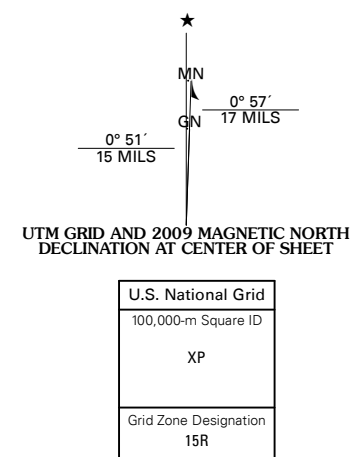 ★
MN
0° 57´
17 MILS
GN
0° 51´
15 MILS
UTM GRID AND 2009 MAGNETIC NORTH
DECLINATION AT CENTER OF SHEET
U.S. National Grid
100,000-m Square ID
XP
Grid Zone Designation
15R